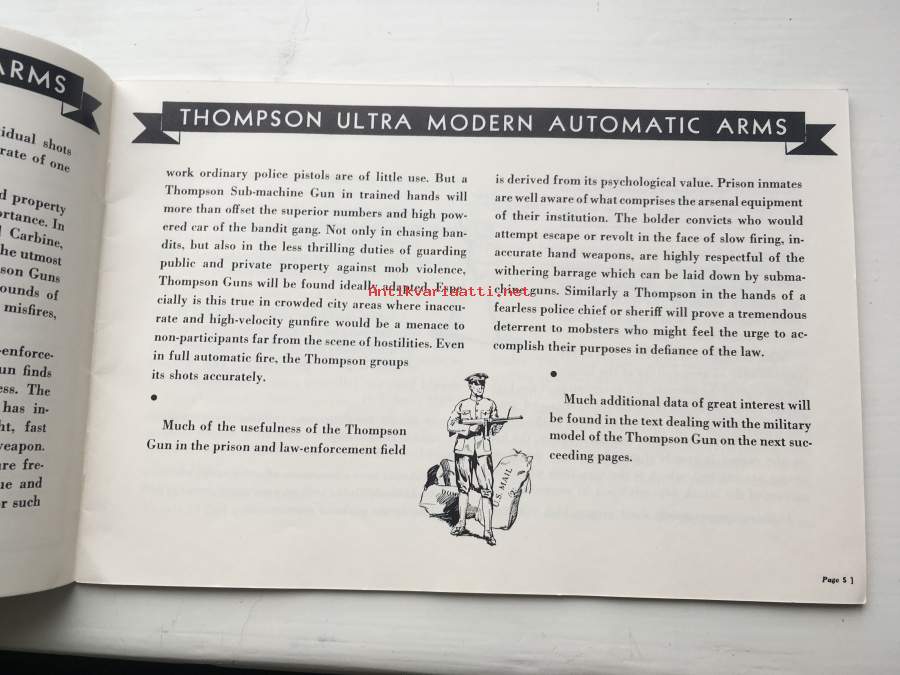 ARMS
idual shots
rate of one
d property
ortance. In
Carbine,
he utmost
son Guns
ounds of
misfires,
-enforce-
un finds
ess. The
has in-
ht, fast
weapon.
re fre-
ue and
r such
THOMPSON ULTRA MODERN AUTOMATIC ARMS
work ordinary police pistols are of little use. But a
Thompson Sub-machine Gun in trained hands will
more than offset the superior numbers and high pow-
ered car of the bandit gang. Not only in chasing ban-
dits, but also in the less thrilling duties of guarding
public and private property against mob violence,
Thompson Guns will be found ideally adapted. Espe-
cially is this true in crowded city areas where inaccu-
rate and high-velocity gunfire would be a menace to
non-participants far from the scene of hostilities. Even
in full automatic fire, the Thompson groups
its shots accurately.
Much of the usefulness of the Thompson
Gun in the prison and law-enforcement field
is derived from its psychological value. Prison inmates
are well aware of what comprises the arsenal equipment
of their institution. The bolder convicts who would
attempt escape or revolt in the face of slow firing, in-
accurate hand weapons, are highly respectful of the
withering barrage which can be laid down by subma-
chine guns. Similarly a Thompson in the hands of a
fearless police chief or sheriff will prove a tremendous
deterrent to mobsters who might feel the urge to ac-
complish their purposes in defiance of the law.
Much additional data of great interest will
be found in the text dealing with the military
model of the Thompson Gun on the next suc-
ceeding pages.
U.S. MAIL
Page 5 ]
Antikvariaatti.net